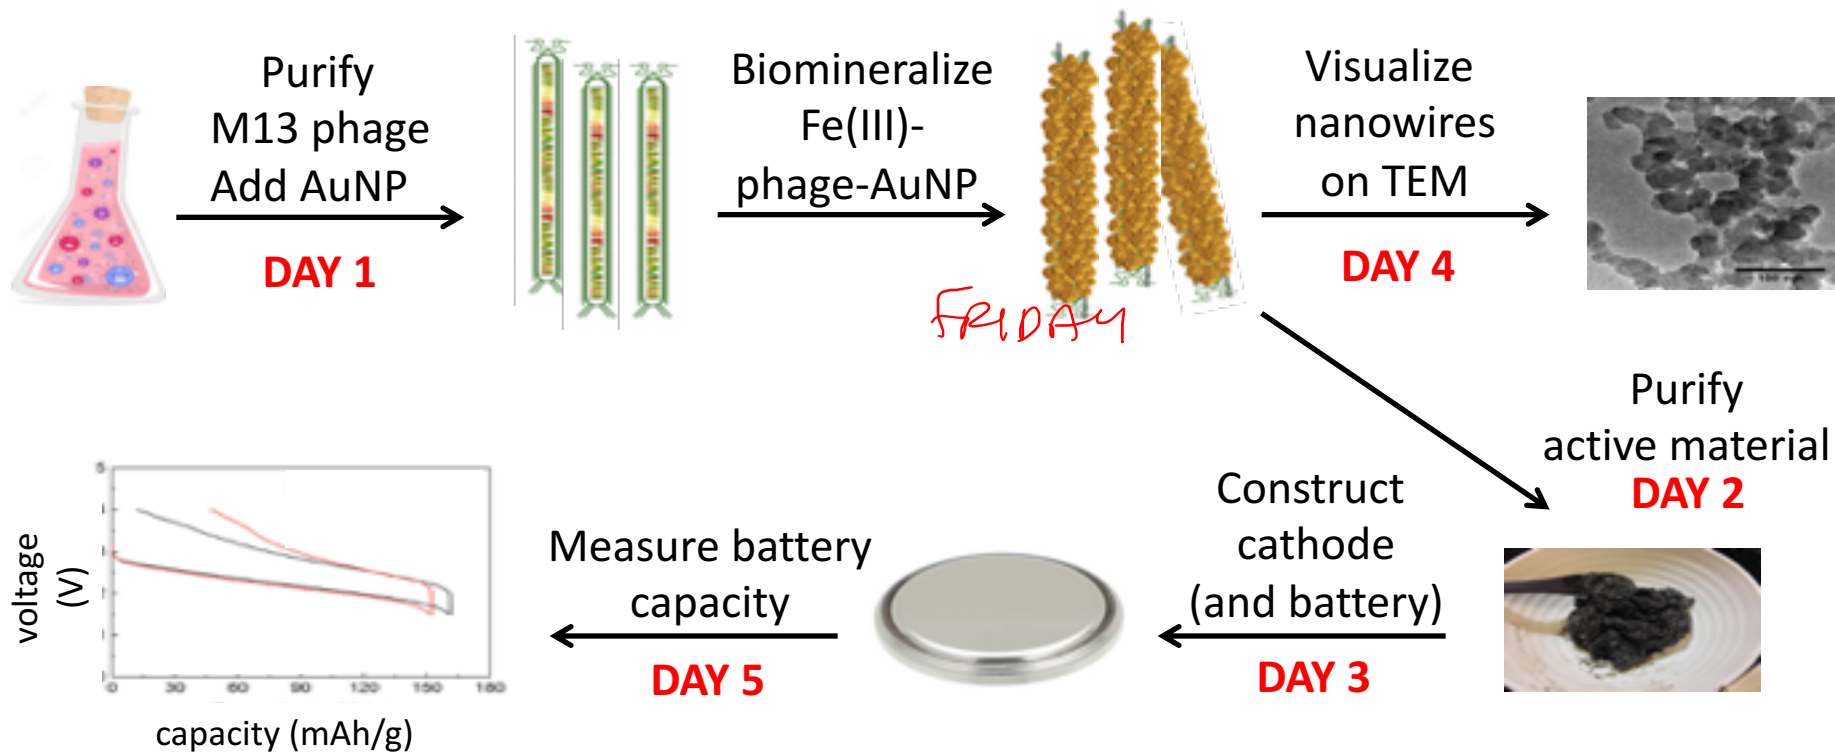 Purify
M13 phage
Add AuNP
DAY 1
Biomineralize
Fe(III)-
phage-AuNP
FRIDAY
Visualize
nanowires
on TEM
DAY 4
100 nm
Purify
active material
DAY 2
Construct
cathode
(and battery)
DAY 3
Measure battery
capacity
DAY 5
voltage
(V)
5
0 30 60 90 120 150 180
capacity (mAh/g)